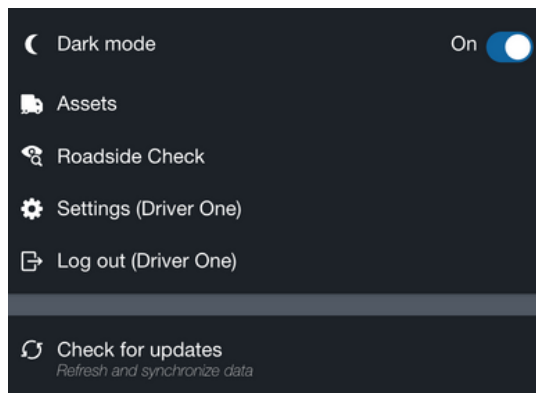 Dark mode
On
Assets
Roadside Check
Settings (Driver One)
Log out (Driver One)
Check for updates
Refresh and synchronize data